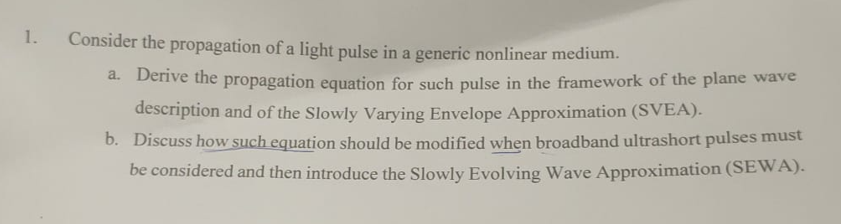 1. Consider the propagation of a light pulse in a generic nonlinear medium.
a. Derive the propagation equation for such pulse in the framework of the plane wave
description and of the Slowly Varying Envelope Approximation (SVEA).
b. Discuss how such equation should be modified when broadband ultrashort pulses must
be considered and then introduce the Slowly Evolving Wave Approximation (SEWA).